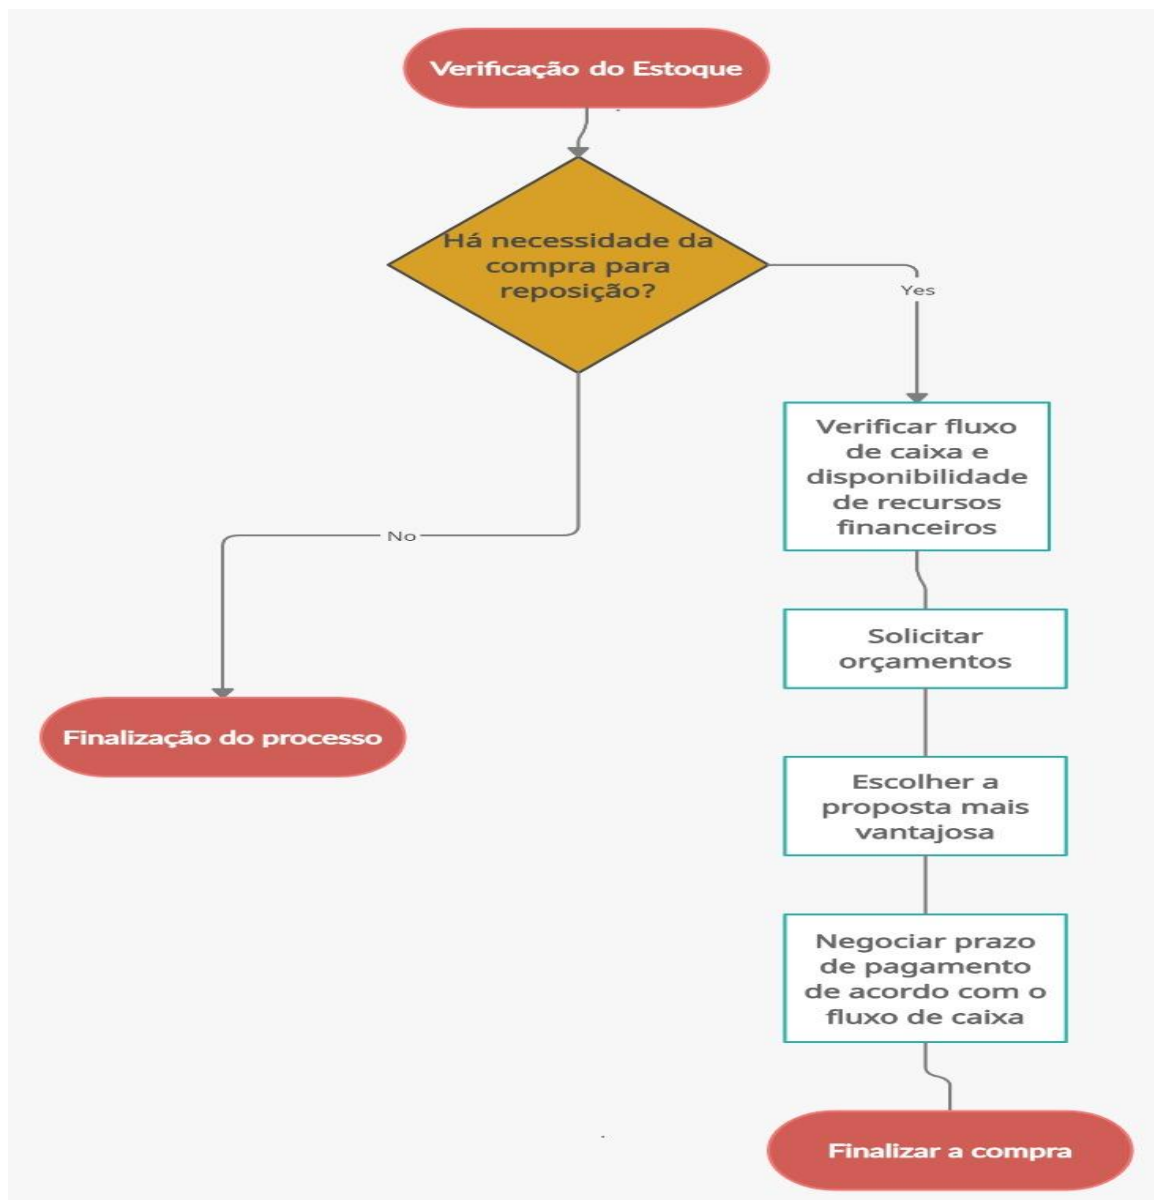 Verificação do Estoque
Há necessidade da
compra para
reposição?
Yes
Verificar fluxo
de caixa e
disponibilidade
de recursos
financeiros
No
Solicitar
orçamentos
Finalização do processo
Escolher a
proposta mais
vantajosa
Negociar prazo
de pagamento
de acordo com o
fluxo de caixa
Finalizar a compra